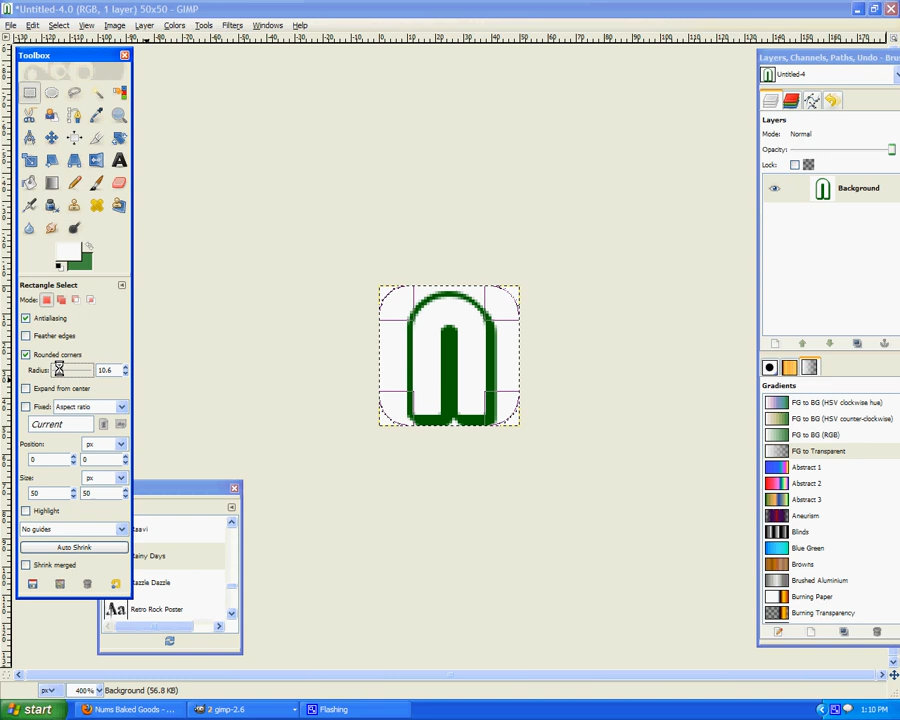 *Untitled-4.0 (RGB, 1 layer) 50x50 – GIMP
File Edit Select View Image Layer Colors Tools Filters Windows Help
Toolbox
Rectangle Select
Mode:
Antialiasing
Feather edges
Rounded corners
Radius: 10.6
Expand from center
Fixed: Aspect ratio
Current
Position: px
0 0
Size: px
50 50
Highlight
No guides
Auto Shrink
Shrink merged
Raavi
Rainy Days
Razzle Dazzle
Aa Retro Rock Poster
Layers, Channels, Paths, Undo - Bru
Untitled-4
Layers
Mode: Normal
Opacity:
Lock:
Background
Gradients
FG to BG (HSV clockwise hue)
FG to BG (HSV counter-clockwise)
FG to BG (RGB)
FG to Transparent
Abstract 1
Abstract 2
Abstract 3
Aneurism
Blinds
Blue Green
Browns
Brushed Aluminium
Burning Paper
Burning Transparency
px 400% Background (56.8 KB)
start Nums Baked Goods – ... 2 gimp-2.6 Flashing 1:10 PM